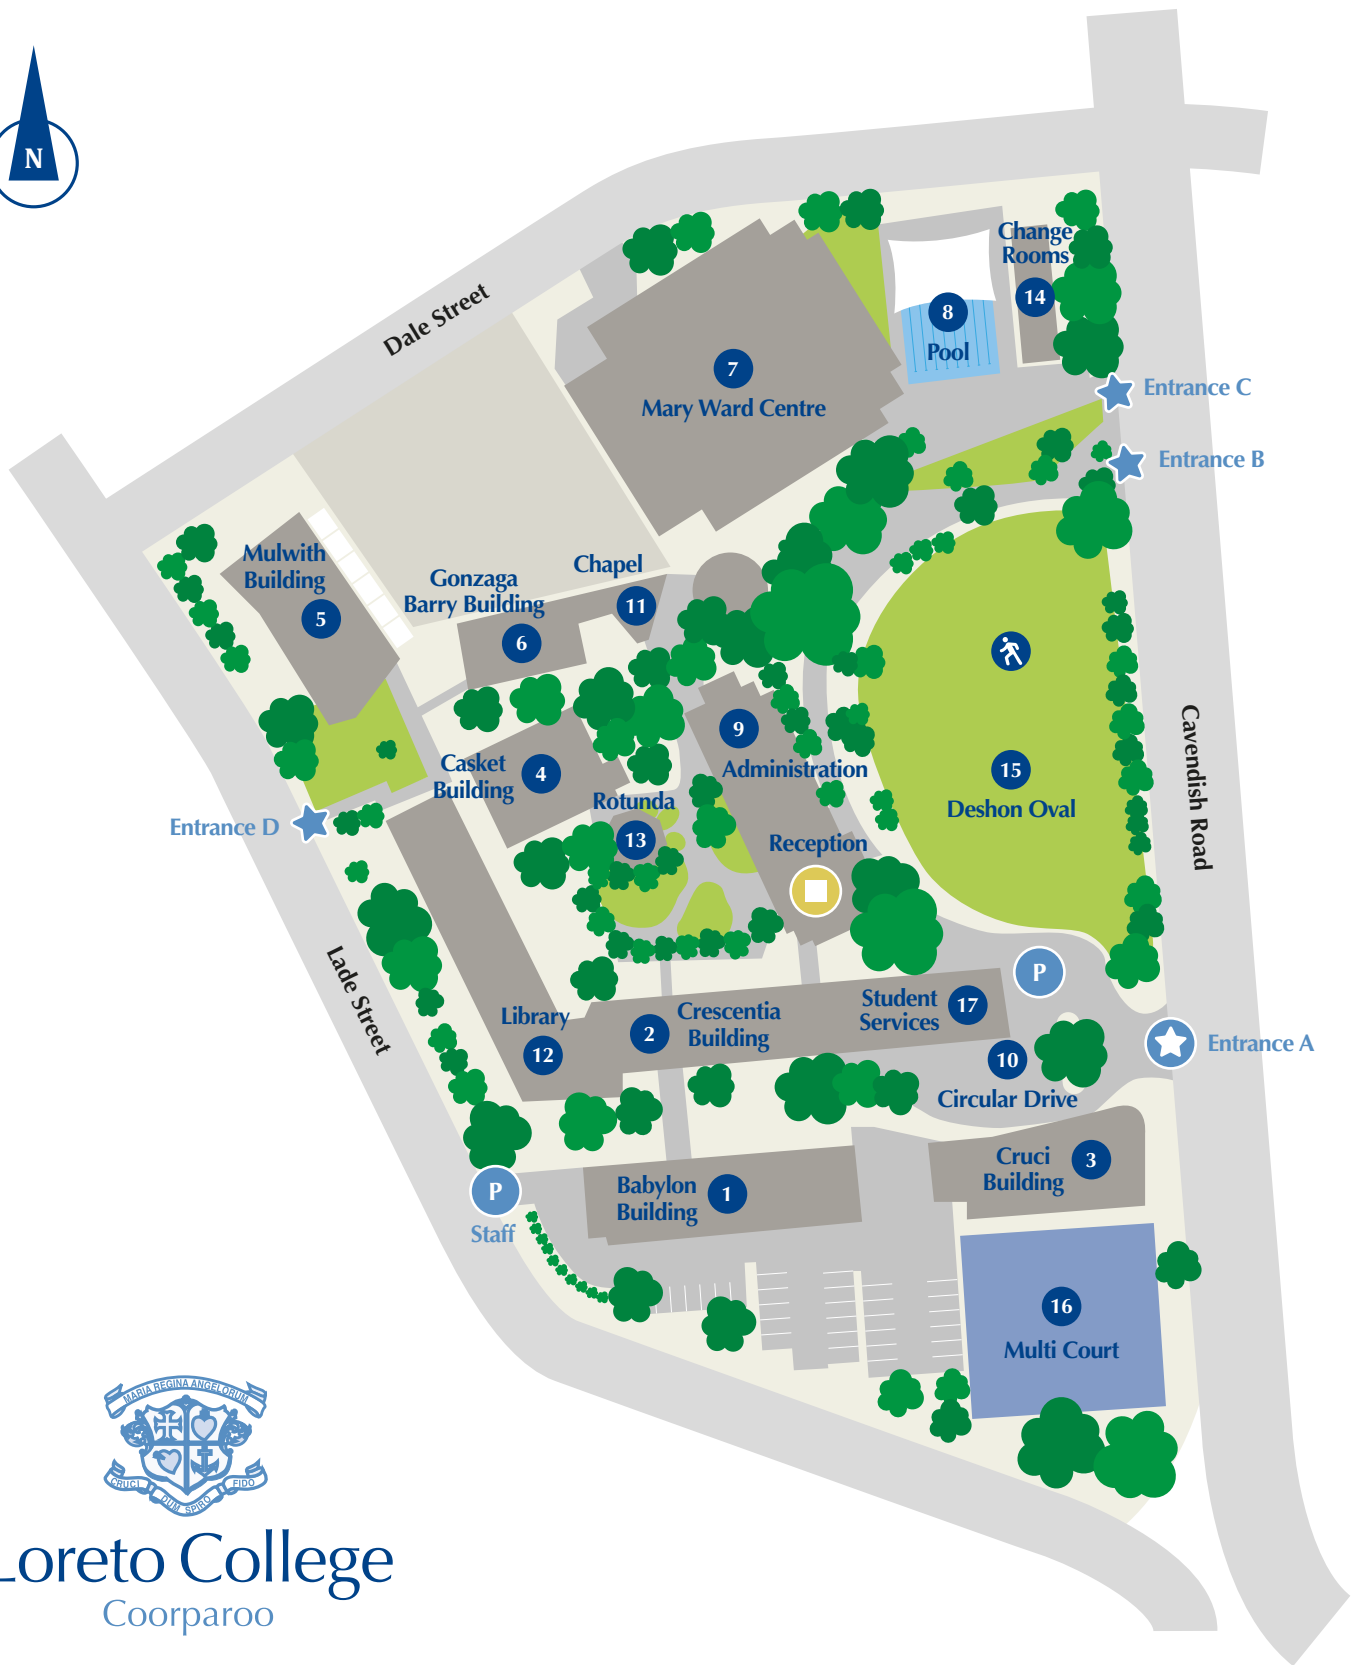 N
Dale Street
Change
Rooms
14
8
Pool
7
Mary Ward Centre
Entrance C
Entrance B
Mulwith
Building
5
Gonzaga
Barry Building
6
Chapel
11
9
Administration
Casket
Building
4
Rotunda
13
Reception
15
Deshon Oval
Cavendish Road
Entrance D
Lade Street
P
Library
12
2
Crescentia
Building
Student
Services
17
Entrance A
10
Circular Drive
Cruci
Building
3
P
Staff
Babylon
Building
1
16
Multi Court
MARIA REGINA ANGELORUM
CRUCI
DUM SPIRO
FIDO
Loreto College
Coorparoo